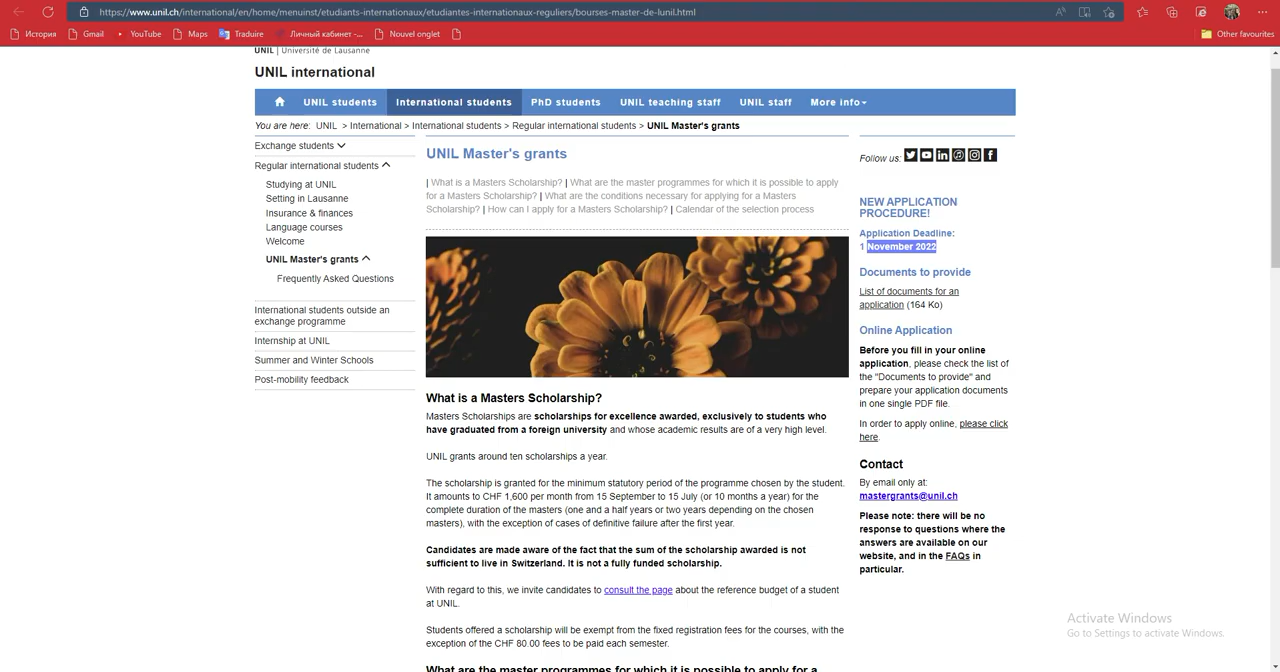 https://www.unil.ch/international/en/home/menuinst/etudiants-internationaux/etudiantes-internationaux-reguliers/bourses-master-de-lunil.html
История Gmail YouTube Maps Traduire Личный кабинет -... Nouvel onglet Other favourites
UNIL | Université de Lausanne
UNIL international
UNIL students International students PhD students UNIL teaching staff UNIL staff More info
You are here: UNIL > International > International students > Regular international students > UNIL Master's grants
Exchange students
Regular international students
Studying at UNIL
Setting in Lausanne
Insurance & finances
Language courses
Welcome
UNIL Master's grants
Frequently Asked Questions
International students outside an
exchange programme
Internship at UNIL
Summer and Winter Schools
Post-mobility feedback
UNIL Master's grants
| What is a Masters Scholarship? | What are the master programmes for which it is possible to apply
for a Masters Scholarship? | What are the conditions necessary for applying for a Masters
Scholarship? | How can I apply for a Masters Scholarship? | Calendar of the selection process
What is a Masters Scholarship?
Masters Scholarships are scholarships for excellence awarded, exclusively to students who
have graduated from a foreign university and whose academic results are of a very high level.
UNIL grants around ten scholarships a year.
The scholarship is granted for the minimum statutory period of the programme chosen by the student.
It amounts to CHF 1,600 per month from 15 September to 15 July (or 10 months a year) for the
complete duration of the masters (one and a half years or two years depending on the chosen
masters), with the exception of cases of definitive failure after the first year.
Candidates are made aware of the fact that the sum of the scholarship awarded is not
sufficient to live in Switzerland. It is not a fully funded scholarship.
With regard to this, we invite candidates to consult the page about the reference budget of a student
at UNIL.
Students offered a scholarship will be exempt from the fixed registration fees for the courses, with the
exception of the CHF 80.00 fees to be paid each semester.
What are the master programmes for which it is possible to apply for a
Follow us:
NEW APPLICATION
PROCEDURE!
Application Deadline:
1 November 2022
Documents to provide
List of documents for an
application (164 Ko)
Online Application
Before you fill in your online
application, please check the list of
the "Documents to provide" and
prepare your application documents
in one single PDF file.
In order to apply online, please click
here.
Contact
By email only at:
mastergrants@unil.ch
Please note: there will be no
response to questions where the
answers are available on our
website, and in the FAQs in
particular.
Activate Windows
Go to Settings to activate Windows.